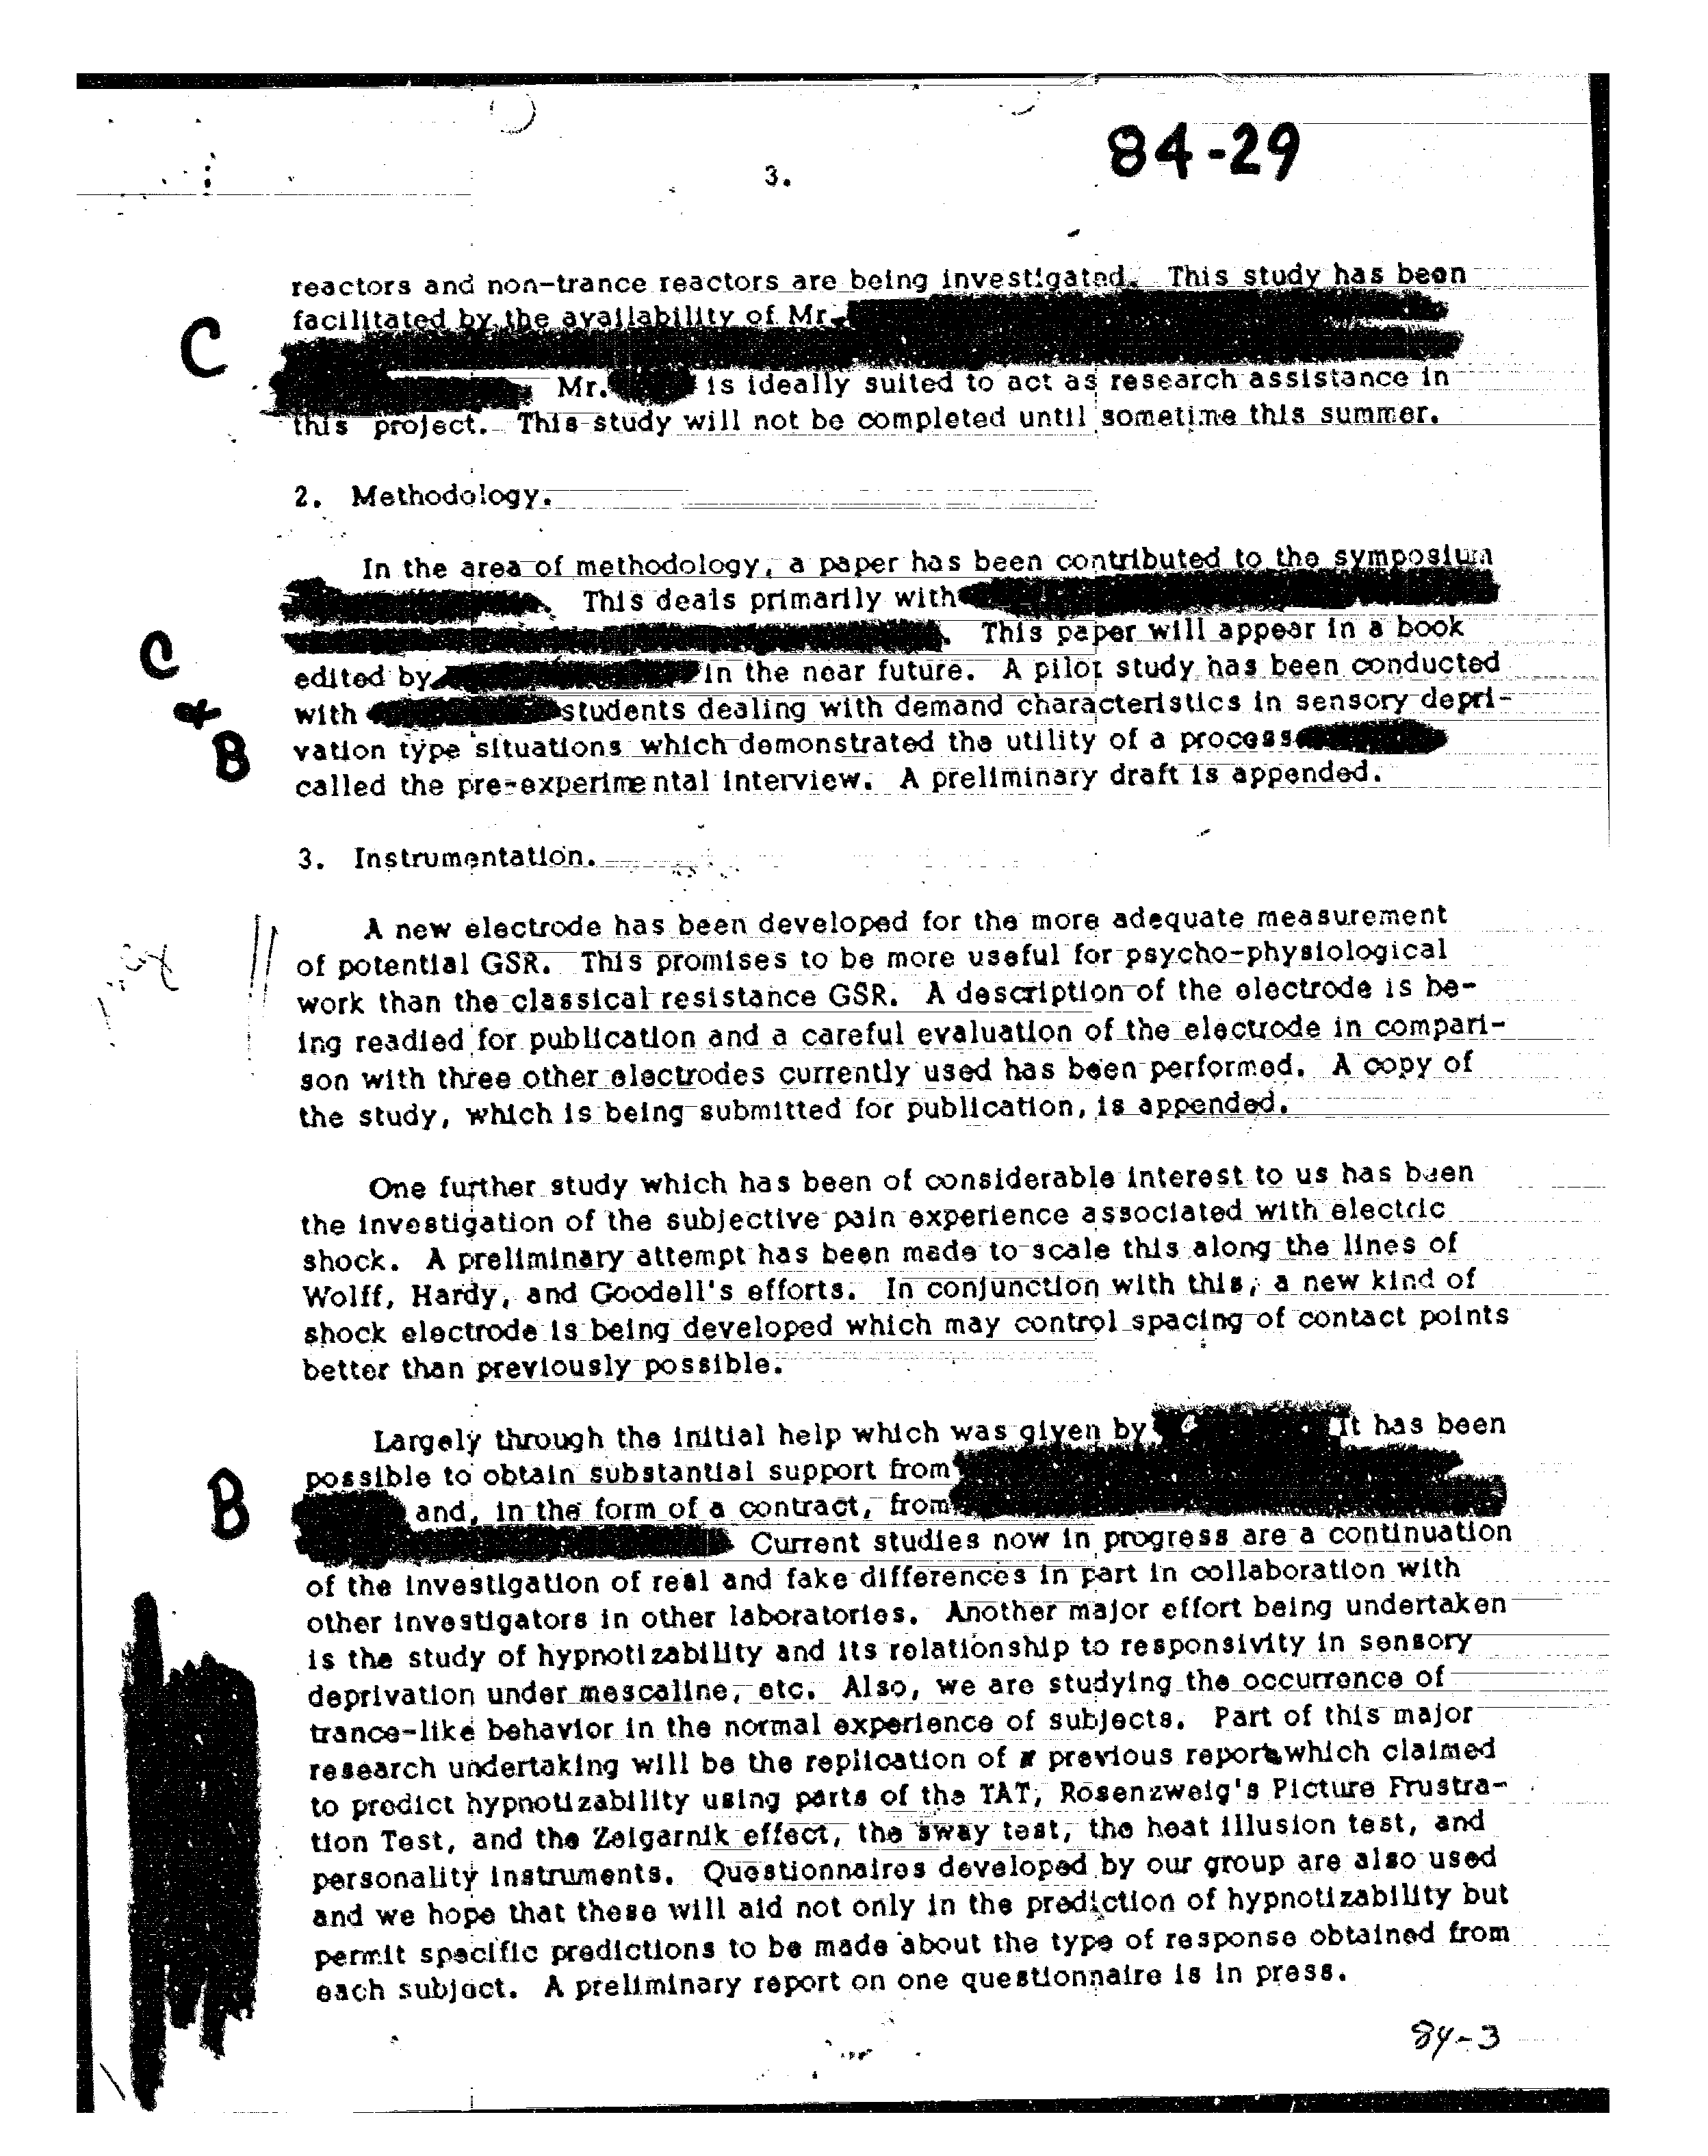 84-29
3.
reactors and non-trance reactors are being investigated. This study has been
facilitated by the availability of Mr.
C
Mr. is ideally suited to act as research assistance in
this project. This study will not be completed until sometime this summer.
2. Methodology.
In the area of methodology, a paper has been contributed to the symposium
. This deals primarily with
. This paper will appear in a book
C
edited by in the near future. A pilot study has been conducted
with students dealing with demand characteristics in sensory depri-
B
vation type situations which demonstrated the utility of a process
called the pre-experimental interview. A preliminary draft is appended.
3. Instrumentation.
A new electrode has been developed for the more adequate measurement
of potential GSR. This promises to be more useful for psycho-physiological
work than the classical resistance GSR. A description of the electrode is be-
ing readied for publication and a careful evaluation of the electrode in compari-
son with three other electrodes currently used has been performed. A copy of
the study, which is being submitted for publication, is appended.
One further study which has been of considerable interest to us has been
the investigation of the subjective pain experience associated with electric
shock. A preliminary attempt has been made to scale this along the lines of
Wolff, Hardy, and Goodell's efforts. In conjunction with this, a new kind of
shock electrode is being developed which may control spacing of contact points
better than previously possible.
Largely through the initial help which was given by it has been
possible to obtain substantial support from
B
and, in the form of a contract, from
Current studies now in progress are a continuation
of the investigation of real and fake differences in part in collaboration with
other investigators in other laboratories. Another major effort being undertaken
is the study of hypnotizability and its relationship to responsivity in sensory
deprivation under mescaline, etc. Also, we are studying the occurrence of
trance-like behavior in the normal experience of subjects. Part of this major
research undertaking will be the replication of previous reports which claimed
to predict hypnotizability using parts of the TAT, Rosenzweig's Picture Frustra-
tion Test, and the Zeigarnik effect, the sway test, the heat illusion test, and
personality instruments. Questionnaires developed by our group are also used
and we hope that these will aid not only in the prediction of hypnotizability but
permit specific predictions to be made about the type of response obtained from
each subject. A preliminary report on one questionnaire is in press.
84-3